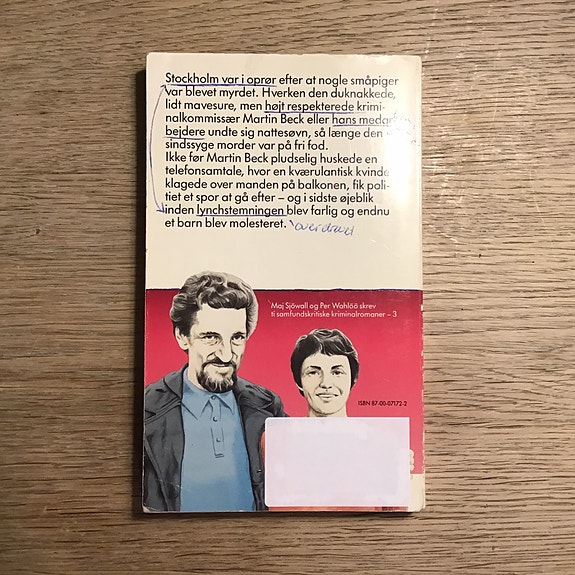 Stockholm var i oprør efter at nogle småpiger
var blevet myrdet. Hverken den duknakkede,
lidt mavesure, men højt respekterede krimi-
nalkommissær Martin Beck eller hans medar-
bejdere undte sig nattesøvn, så længe den
sindssyge morder var på fri fod.
Ikke før Martin Beck pludselig huskede en
telefonsamtale, hvor en kværulantisk kvinde
klagede over manden på balkonen, fik poli-
tiet et spor at gå efter – og i sidste øjeblik
inden lynchstemningen blev farlig og endnu
et barn blev molesteret. overdrevet
Maj Sjöwall og Per Wahlöö skrev
ti samfundskritiske kriminalromaner – 3
ISBN 87-00-07172-2